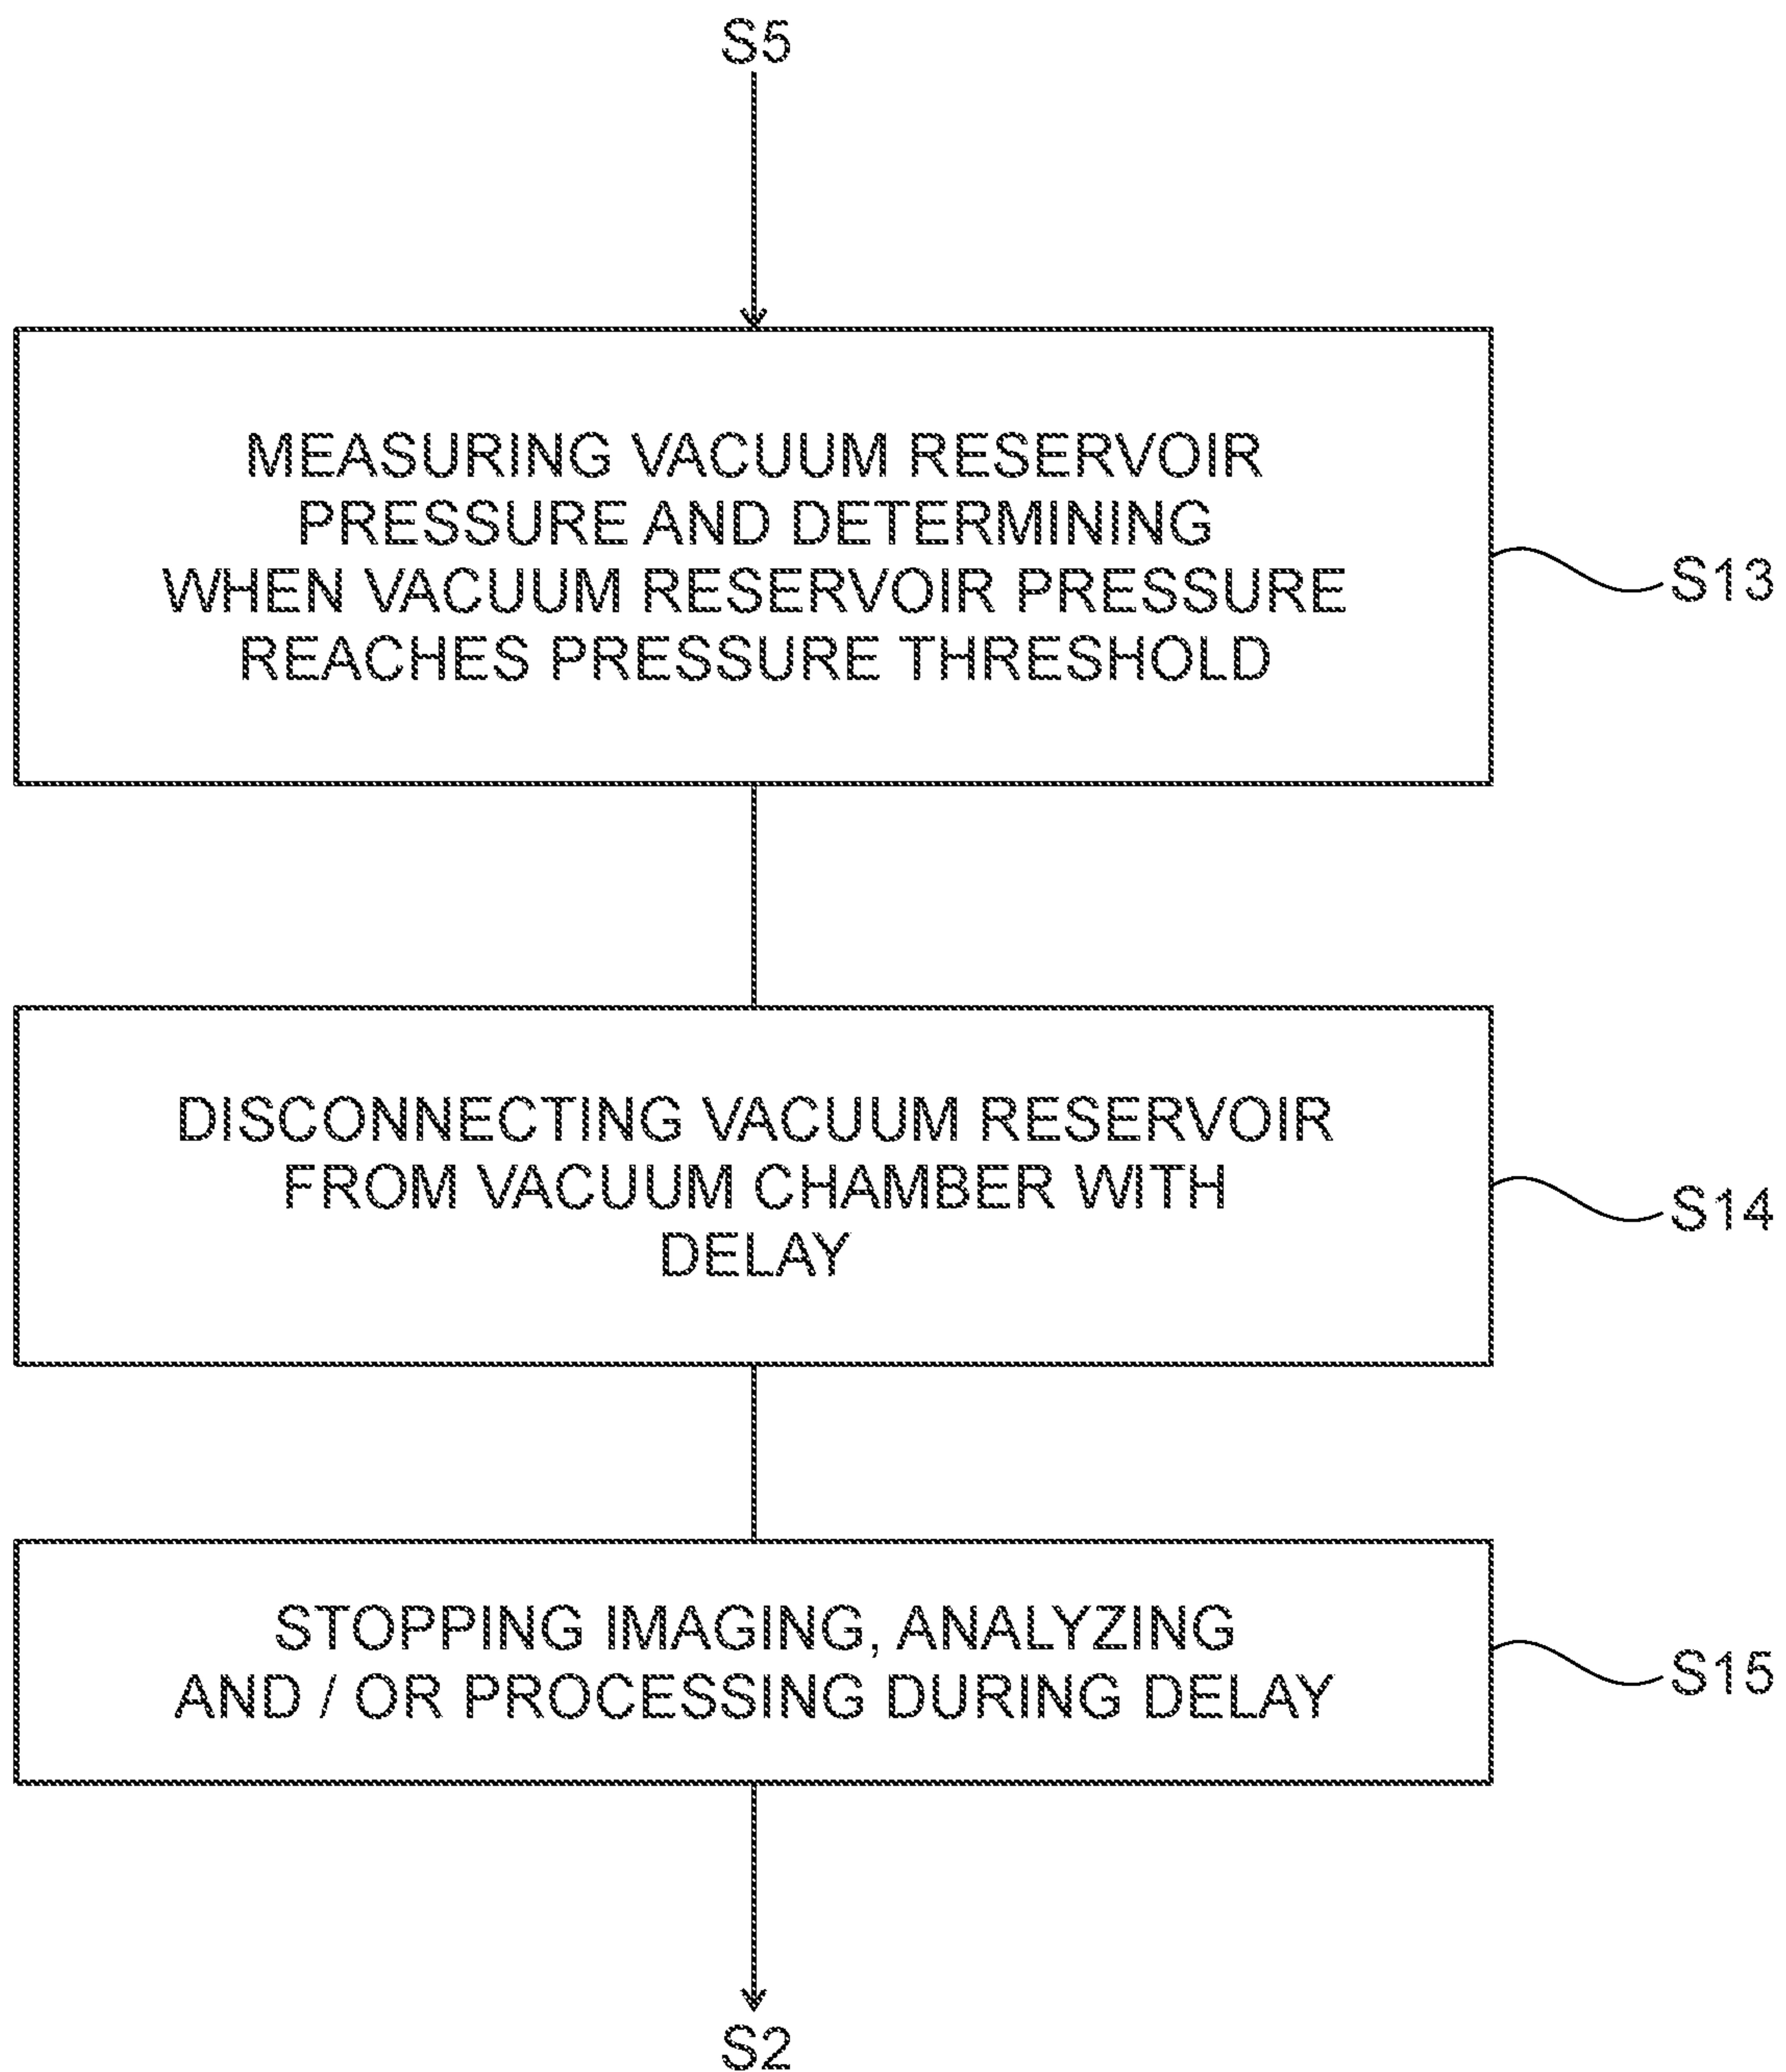 S5
MEASURING VACUUM RESERVOIR
PRESSURE AND DETERMINING
WHEN VACUUM RESERVOIR PRESSURE
REACHES PRESSURE THRESHOLD
S13
DISCONNECTING VACUUM RESERVOIR
FROM VACUUM CHAMBER WITH
DELAY
S14
STOPPING IMAGING, ANALYZING
AND / OR PROCESSING DURING DELAY
S15
S2